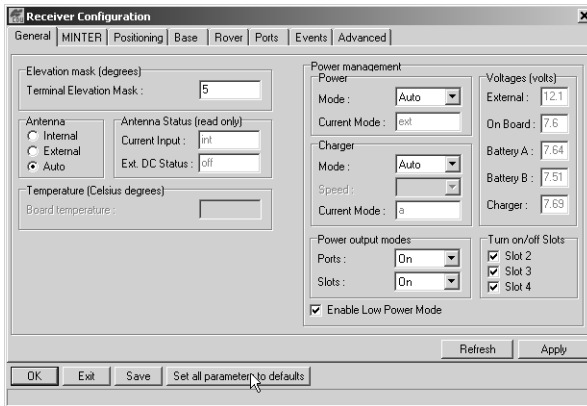 Receiver Configuration
General MINTER Positioning Base Rover Ports Events Advanced
Elevation mask (degrees)
Terminal Elevation Mask : 5
Antenna
Internal
External
Auto
Antenna Status (read only)
Current Input : int
Ext. DC Status : off
Temperature (Celsius degrees)
Board temperature :
Power management
Power
Mode : Auto
Current Mode : ext
Charger
Mode : Auto
Speed :
Current Mode : a
Power output modes
Ports : On
Slots : On
Enable Low Power Mode
Voltages (volts)
External : 12.1
On Board : 7.6
Battery A : 7.64
Battery B : 7.51
Charger : 7.69
Turn on/off Slots
Slot 2
Slot 3
Slot 4
Refresh Apply
OK Exit Save Set all parameters to defaults